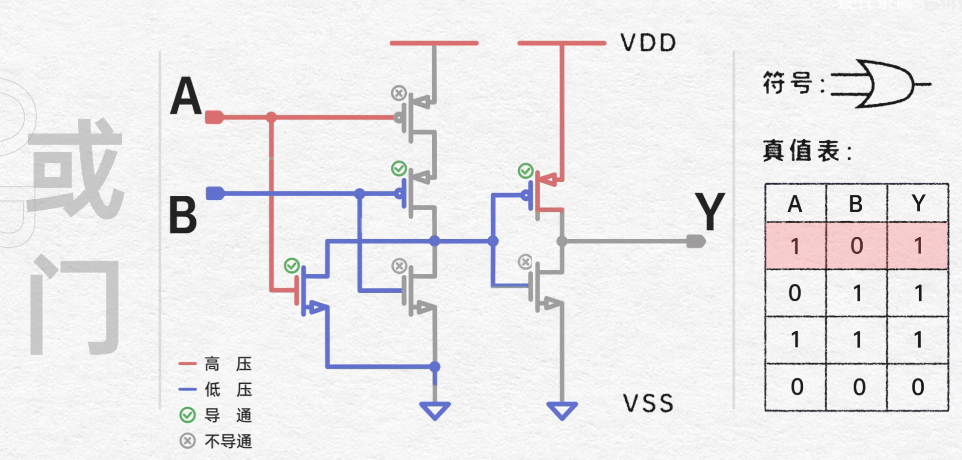 或
门
A
B
VDD
Y
VSS
高 压
低 压
导 通
不导通
符号:
真值表:
A B Y
1 0 1
0 1 1
1 1 1
0 0 0